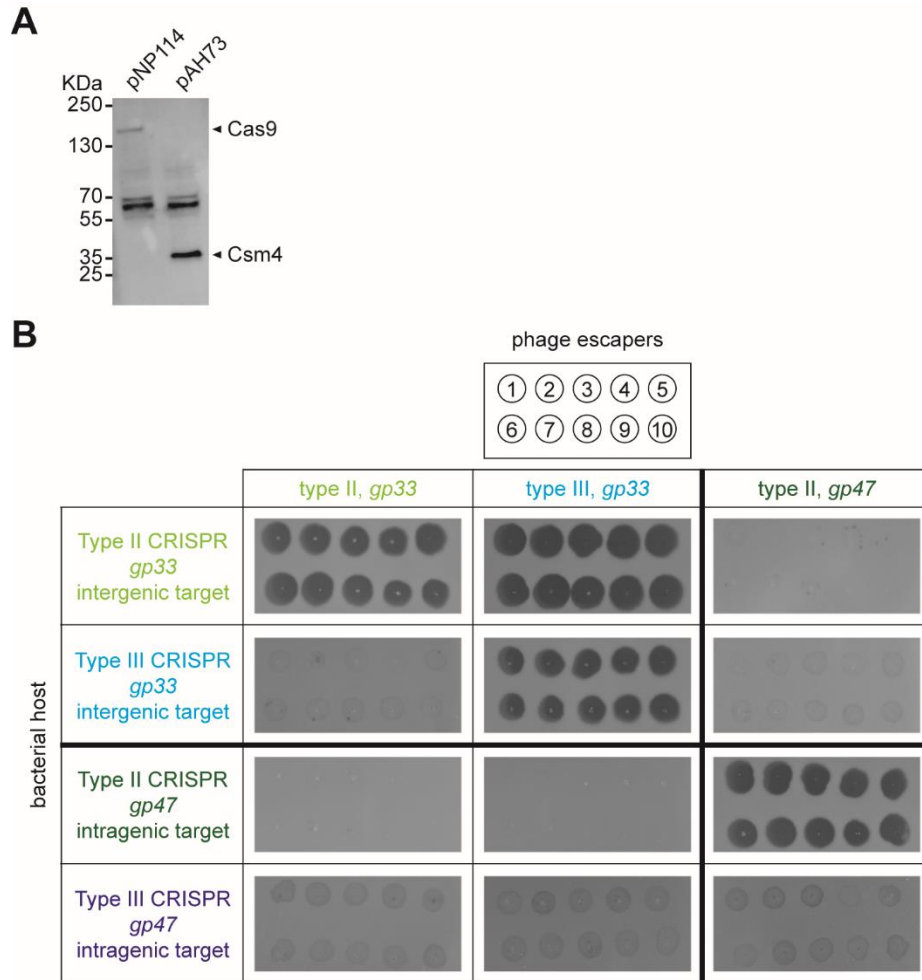 A
pNP114
pAH73
KDa
250
130
70
55
35
25
◄ Cas9
◄ Csm4
B
phage escapers
1 2 3 4 5
6 7 8 9 10
type II, gp33
type III, gp33
type II, gp47
bacterial host
Type II CRISPR
gp33
intergenic target
Type III CRISPR
gp33
intergenic target
Type II CRISPR
gp47
intragenic target
Type III CRISPR
gp47
intragenic target